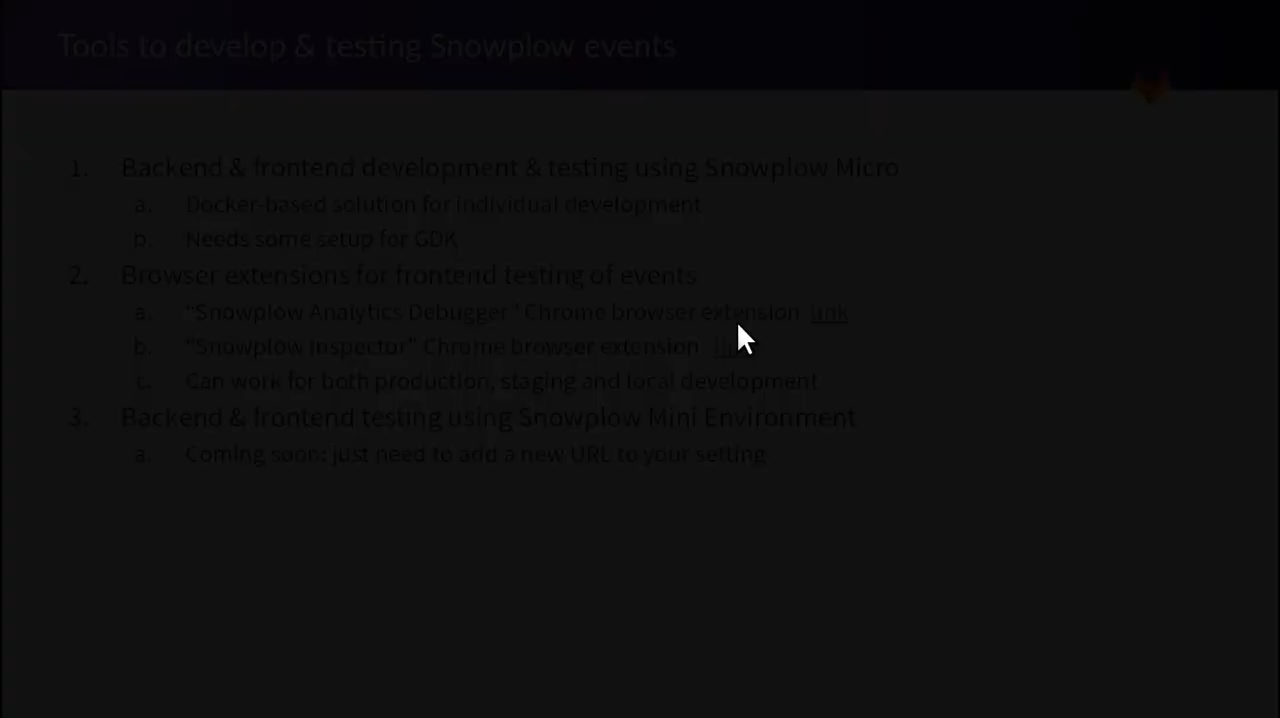 Tools to develop & testing Snowplow events
1. Backend & frontend development & testing using Snowplow Micro
a. Docker-based solution for individual development
b. Needs some setup for GDK
2. Browser extensions for frontend testing of events
a. “Snowplow Analytics Debugger” Chrome browser extension link
b. “Snowplow Inspector” Chrome browser extension
c. Can work for both production, staging and local development
3. Backend & frontend testing using Snowplow Mini Environment
a. Coming soon: just need to add a new URL to your setting